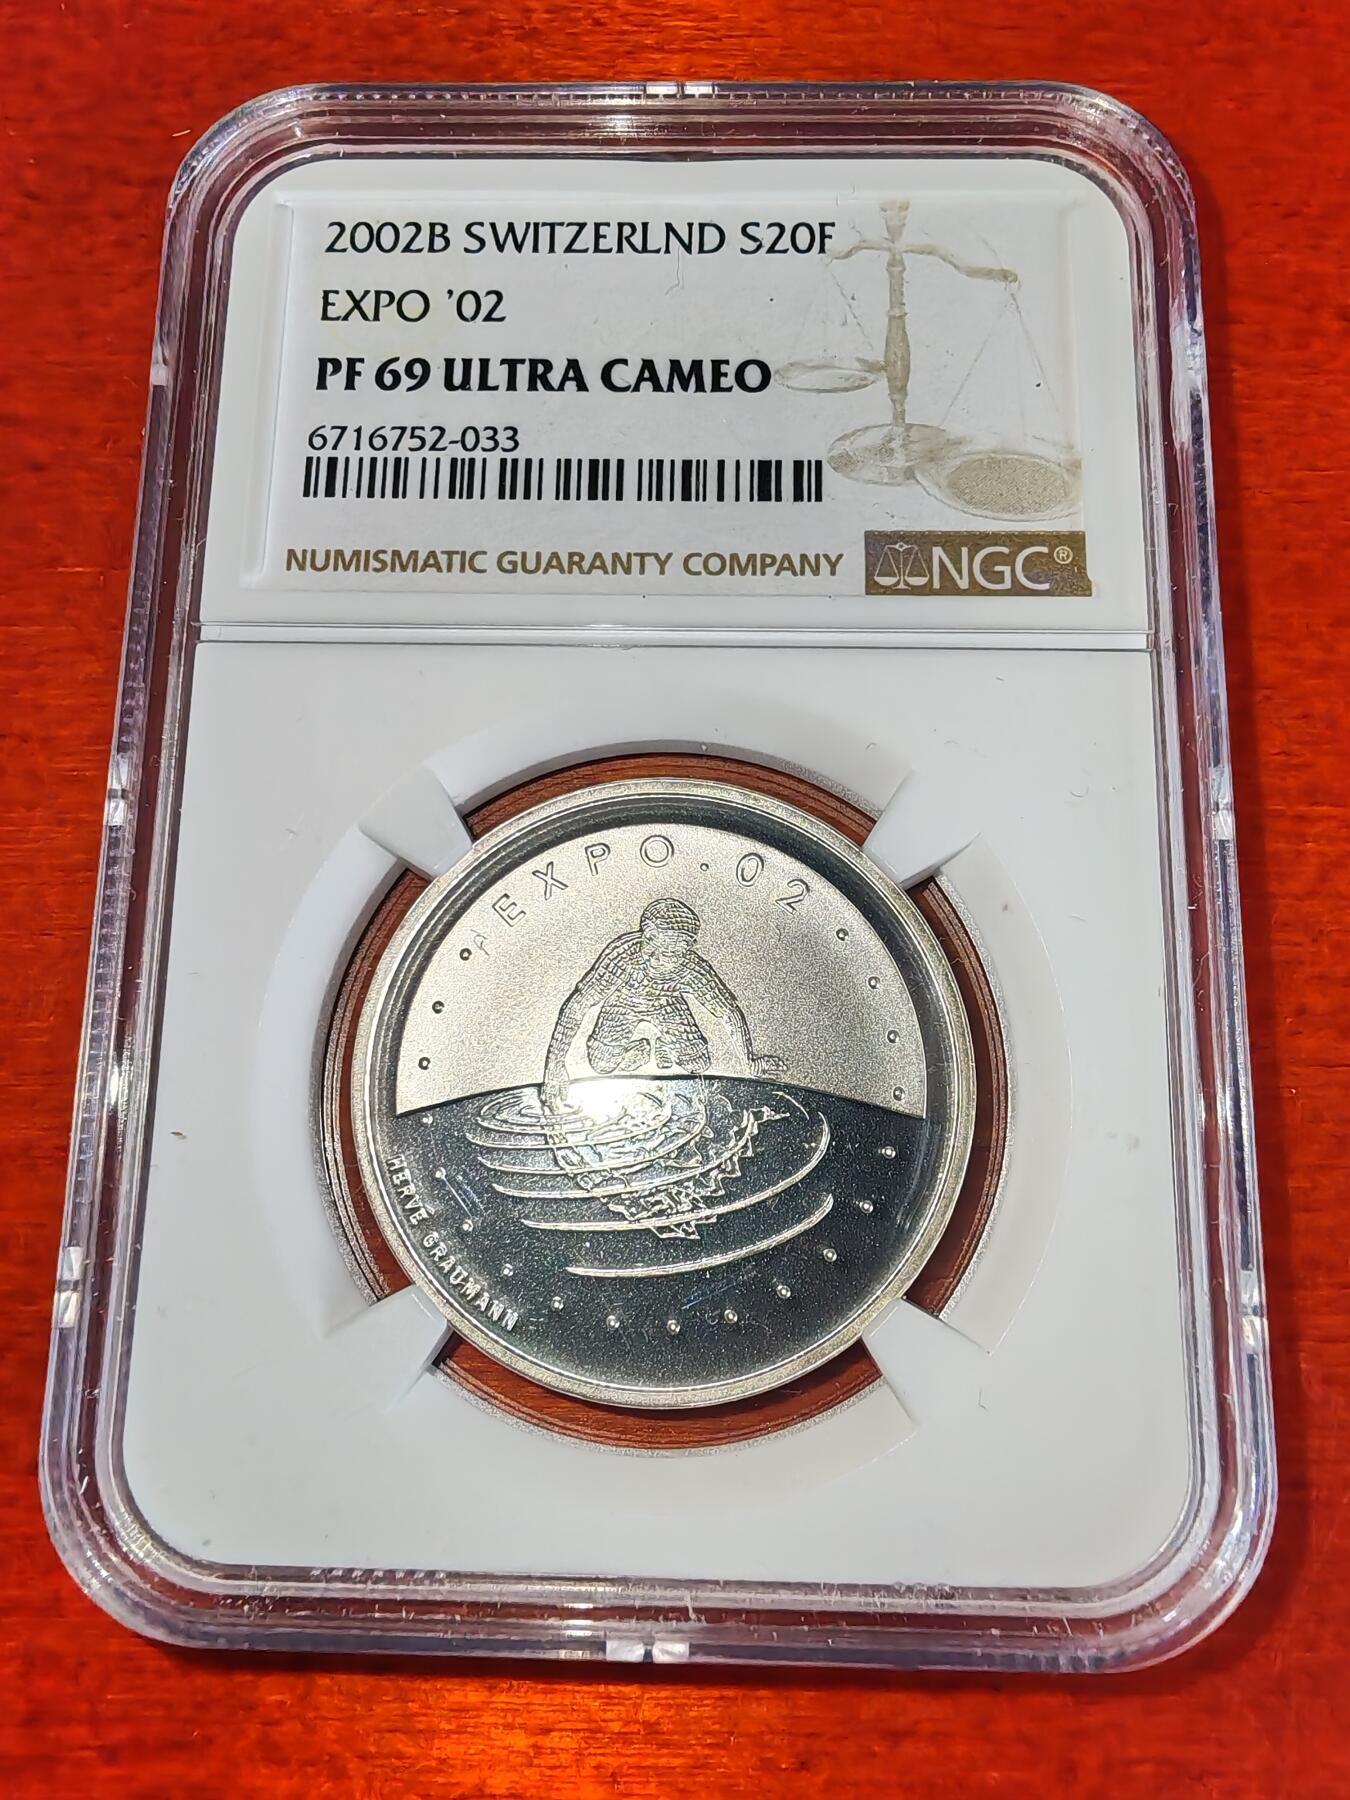 2002B SWITZERLND S20F
EXPO '02
PF 69 ULTRA CAMEO
6716752-033
NUMISMATIC GUARANTY COMPANY
NGC®
EXPO·02
HERVE GRAUMANN